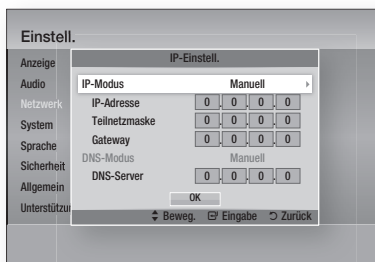 Einstell.
Anzeige
Audio
Netzwerk
System
Sprache
Sicherheit
Allgemein
IP-Einstell.
IP-Modus Manuell
IP-Adresse 0 . 0 . 0 . 0
Teilnetzmaske 0 . 0 . 0 . 0
Gateway 0 . 0 . 0 . 0
DNS-Modus Manuell
DNS-Server 0 . 0 . 0 . 0
OK
Beweg. Eingabe Zurück